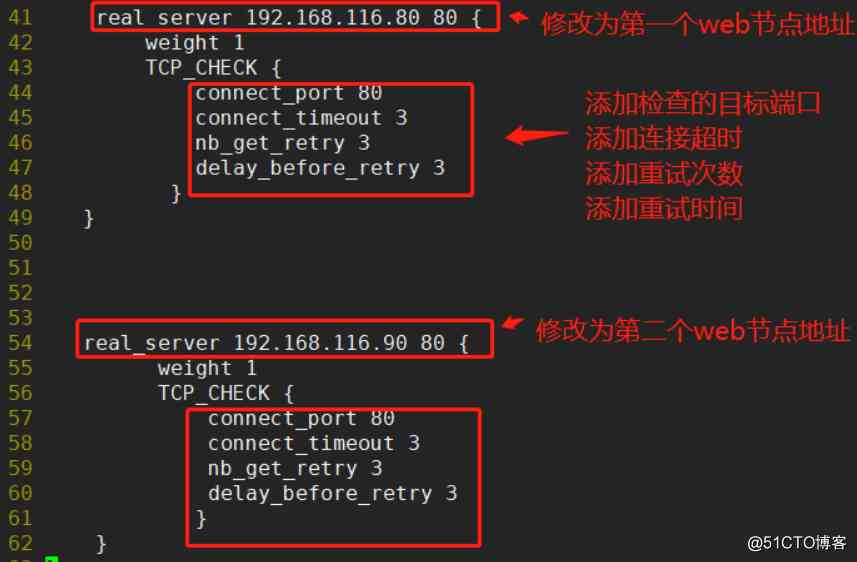 41 real_server 192.168.116.80 80 { 修改为第一个web节点地址
42 weight 1
43 TCP_CHECK {
44 connect_port 80 添加检查的目标端口
45 connect_timeout 3 添加连接超时
46 nb_get_retry 3 添加重试次数
47 delay_before_retry 3 添加重试时间
48 }
49 }
50
51
52
53
54 real_server 192.168.116.90 80 { 修改为第二个web节点地址
55 weight 1
56 TCP_CHECK {
57 connect_port 80
58 connect_timeout 3
59 nb_get_retry 3
60 delay_before_retry 3
61 }
62 }
@51CTO博客